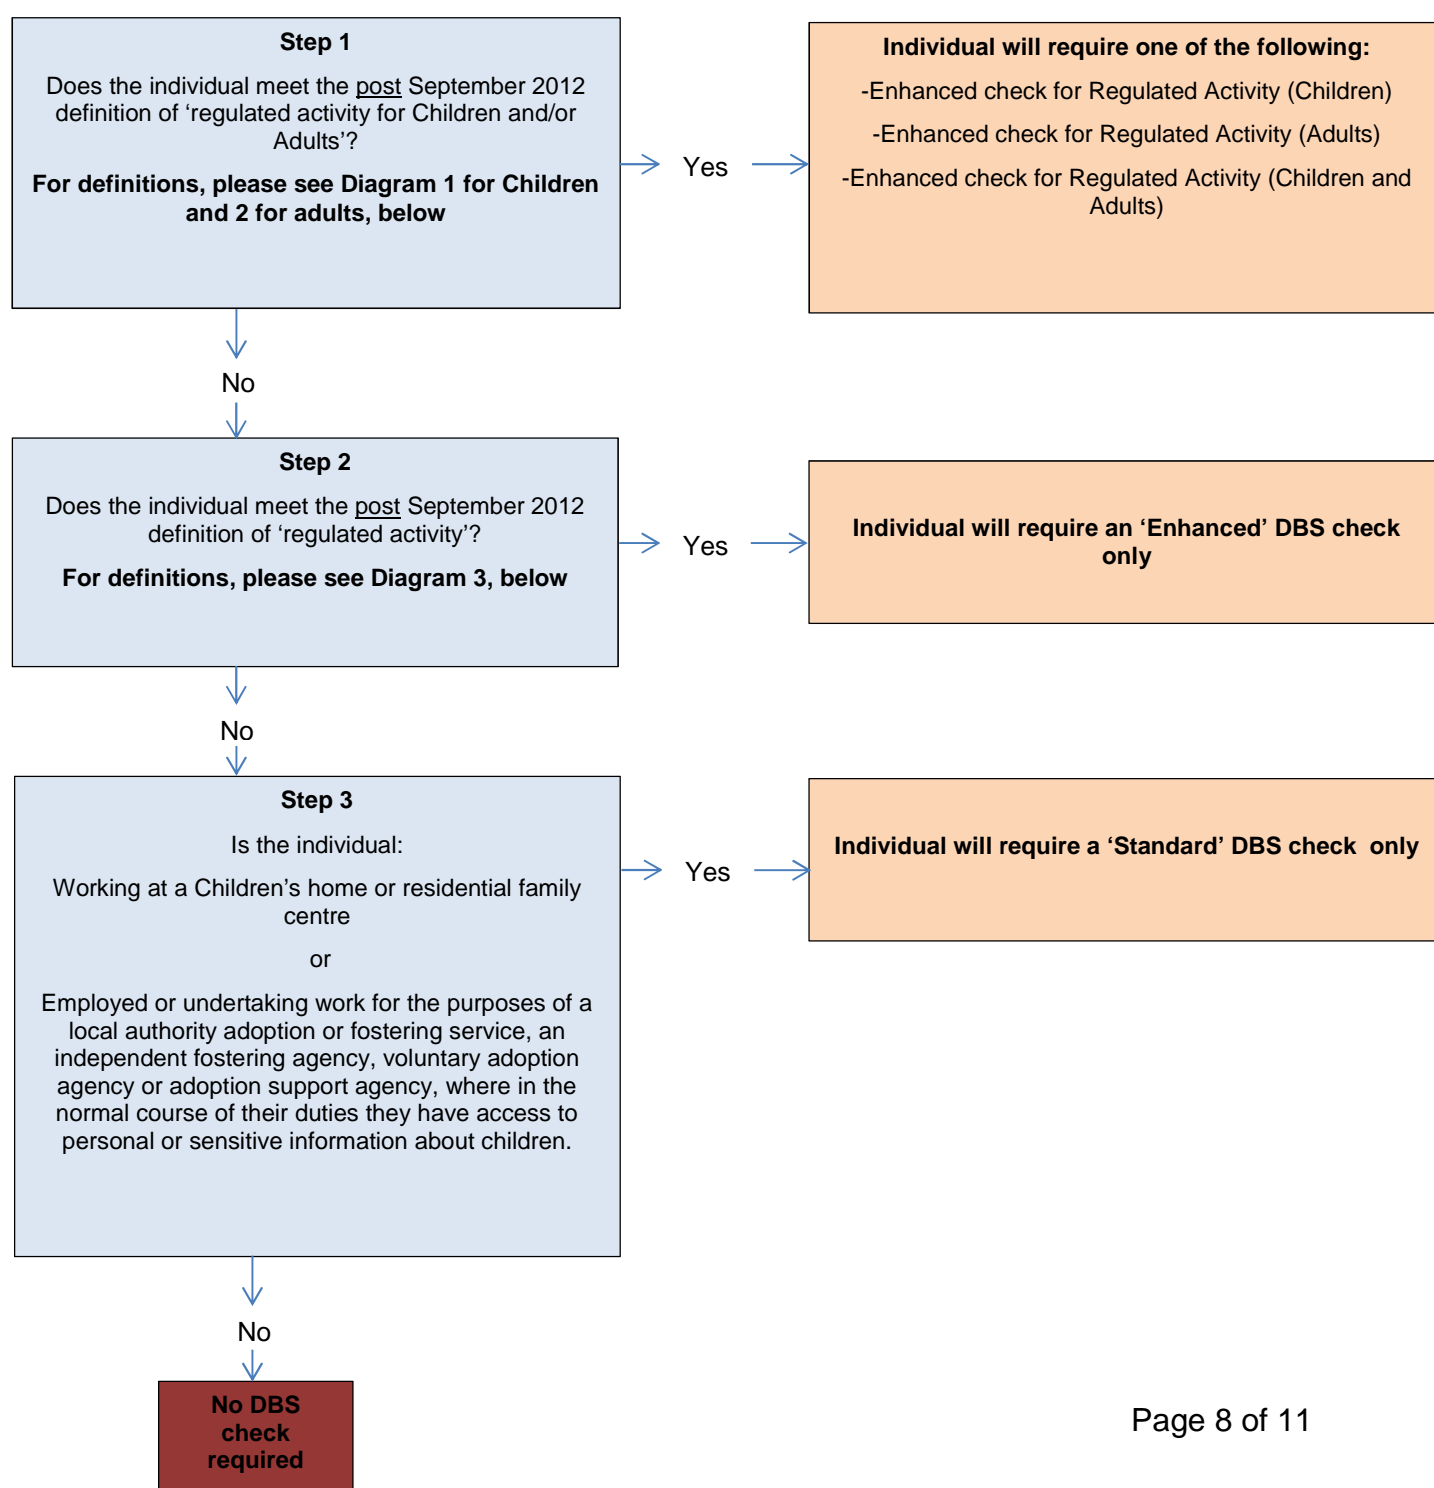 Step 1
Does the individual meet the post September 2012
definition of ‘regulated activity for Children and/or
Adults’?
For definitions, please see Diagram 1 for Children
and 2 for adults, below
Yes
Individual will require one of the following:
-Enhanced check for Regulated Activity (Children)
-Enhanced check for Regulated Activity (Adults)
-Enhanced check for Regulated Activity (Children and
Adults)
No
Step 2
Does the individual meet the post September 2012
definition of ‘regulated activity’?
For definitions, please see Diagram 3, below
Yes
Individual will require an ‘Enhanced’ DBS check
only
No
Step 3
Is the individual:
Working at a Children’s home or residential family
centre
or
Employed or undertaking work for the purposes of a
local authority adoption or fostering service, an
independent fostering agency, voluntary adoption
agency or adoption support agency, where in the
normal course of their duties they have access to
personal or sensitive information about children.
Yes
Individual will require a ‘Standard’ DBS check only
No
No DBS
check
required
Page 8 of 11